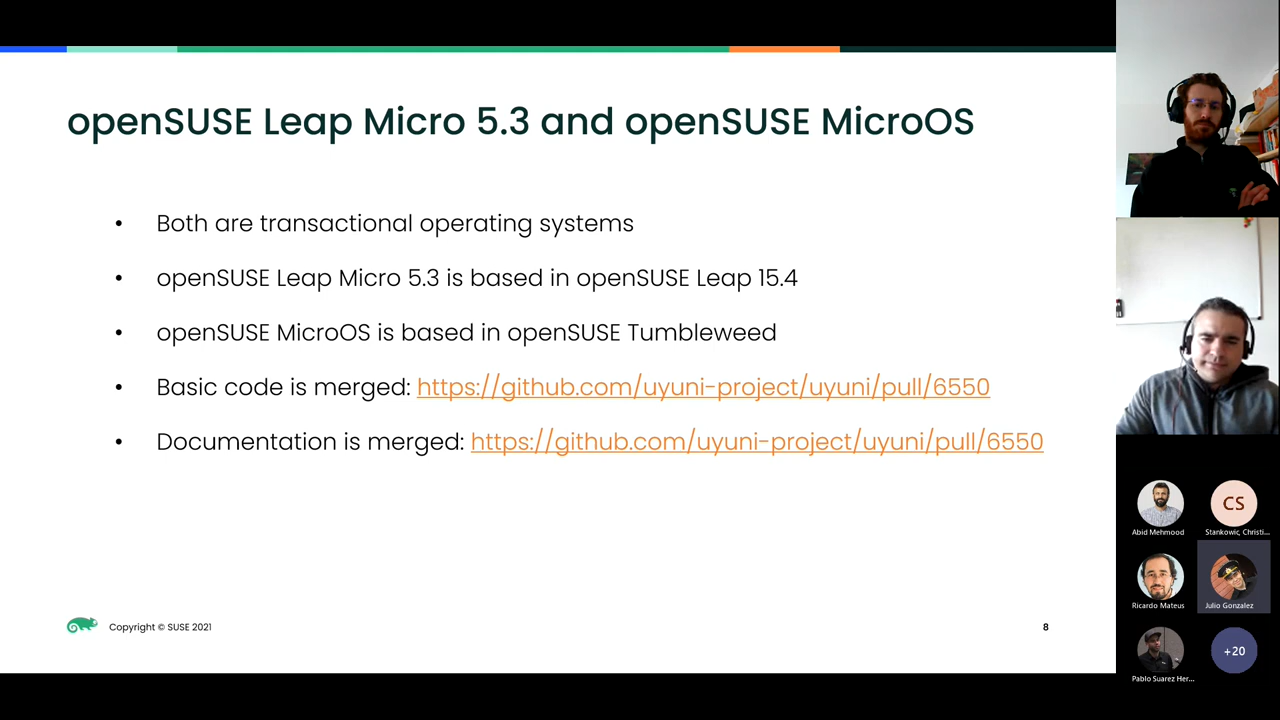 openSUSE Leap Micro 5.3 and openSUSE MicroOS
• Both are transactional operating systems
• openSUSE Leap Micro 5.3 is based in openSUSE Leap 15.4
• openSUSE MicroOS is based in openSUSE Tumbleweed
• Basic code is merged: https://github.com/uyuni-project/uyuni/pull/6550
• Documentation is merged: https://github.com/uyuni-project/uyuni/pull/6550
Copyright © SUSE 2021
8
CS
Abid Mehmood
Stankowic, Christi...
Ricardo Mateus
Julio Gonzalez
+20
Pablo Suarez Her...